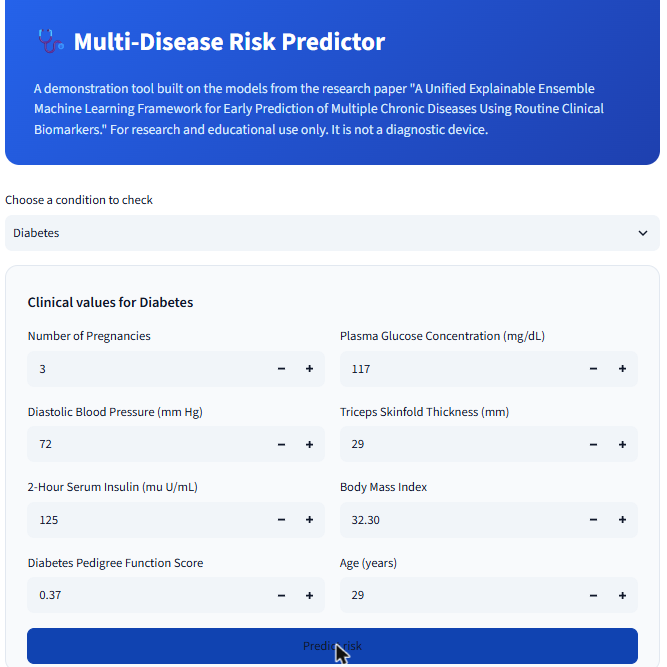 Multi-Disease Risk Predictor
A demonstration tool built on the models from the research paper "A Unified Explainable Ensemble
Machine Learning Framework for Early Prediction of Multiple Chronic Diseases Using Routine Clinical
Biomarkers." For research and educational use only. It is not a diagnostic device.
Choose a condition to check
Diabetes
Clinical values for Diabetes
Number of Pregnancies
Plasma Glucose Concentration (mg/dL)
3 − +
117 − +
Diastolic Blood Pressure (mm Hg)
Triceps Skinfold Thickness (mm)
72 − +
29 − +
2-Hour Serum Insulin (mu U/mL)
Body Mass Index
125 − +
32.30 − +
Diabetes Pedigree Function Score
Age (years)
0.37 − +
29 − +
Predict risk